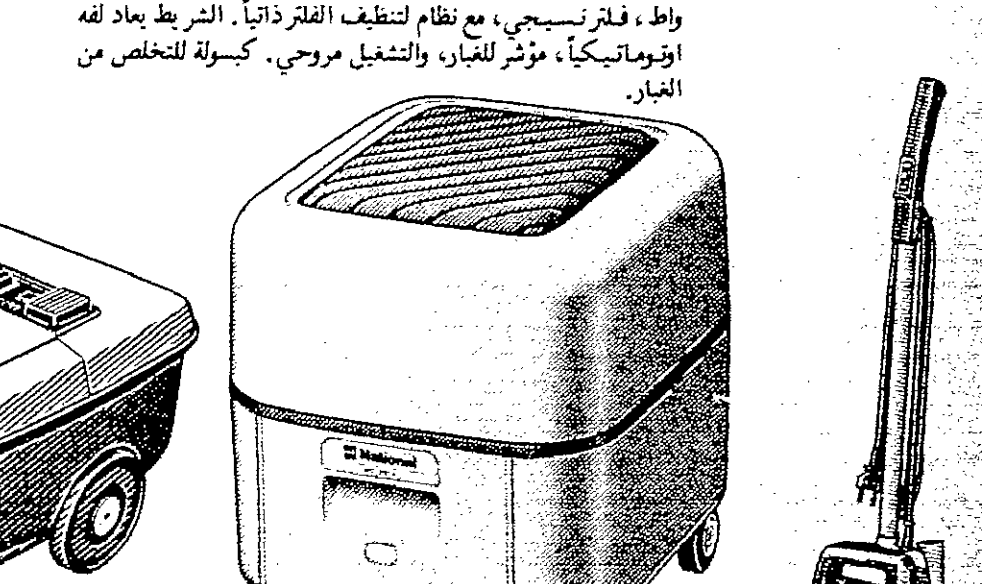 واط، فلتر نسيجي، مع نظام لتنظيف الفلتر ذاتياً. الشريط يعاد لفه
اوتوماتيكياً، مؤشر للغبار، والتشغيل مروحي. كبسولة للتخلص من
الغبار.
National